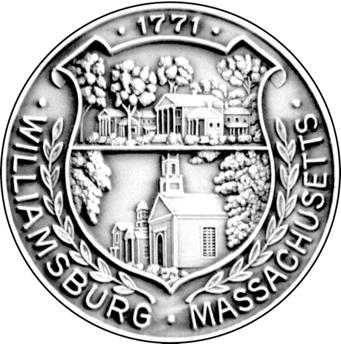 · 1771 ·
WILLIAMSBURG · MASSACHUSETTS ·